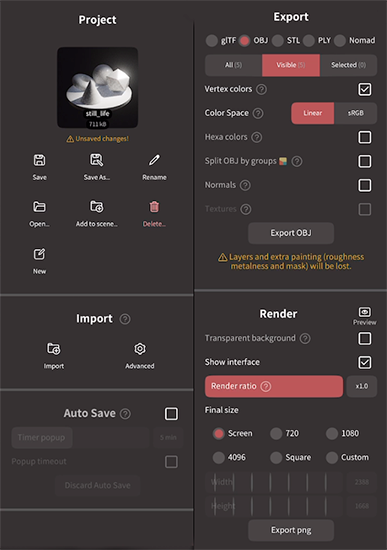 Project
still_life
711 kB
Unsaved changes!
Save
Save As..
Rename
Open..
Add to scene..
Delete..
New
Import
Import
Advanced
Auto Save
Timer popup
5 min
Popup timeout
Discard Auto Save
Export
glTF
OBJ
STL
PLY
Nomad
All (5)
Visible (5)
Selected (0)
Vertex colors
Color Space
Linear
sRGB
Hexa colors
Split OBJ by groups
Normals
Textures
Export OBJ
Layers and extra painting (roughness
metalness and mask) will be lost.
Render
Preview
Transparent background
Show interface
Render ratio
x1.0
Final size
Screen
720
1080
4096
Square
Custom
Width
Height
Export png